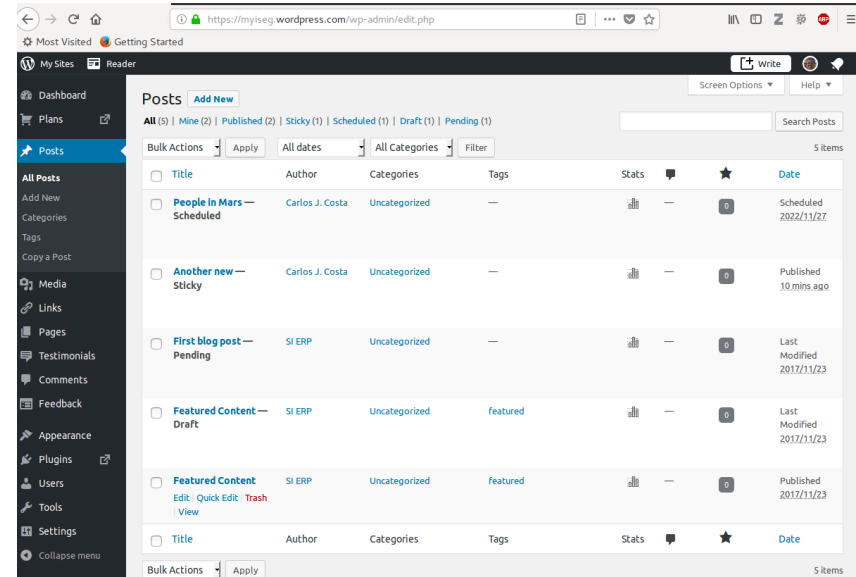 https://myiseg.wordpress.com/wp-admin/edit.php
Most Visited Getting Started
My Sites Reader Write
Screen Options ▼ Help ▼
Dashboard
Plans
Posts
All Posts
Add New
Categories
Tags
Copy a Post
Media
Links
Pages
Testimonials
Comments
Feedback
Appearance
Plugins
Users
Tools
Settings
Collapse menu
Posts Add New
All (5) | Mine (2) | Published (2) | Sticky (1) | Scheduled (1) | Draft (1) | Pending (1)
Search Posts
Bulk Actions Apply All dates All Categories Filter 5 items
Title Author Categories Tags Stats Date
People in Mars — Carlos J. Costa Uncategorized — — 0 Scheduled
Scheduled 2022/11/27
Another new — Carlos J. Costa Uncategorized — — 0 Published
Sticky 10 mins ago
First blog post — SI ERP Uncategorized — — 0 Last
Pending Modified
2017/11/23
Featured Content — SI ERP Uncategorized featured — 0 Last
Draft Modified
2017/11/23
Featured Content SI ERP Uncategorized featured — 0 Published
Edit | Quick Edit | Trash 2017/11/23
| View
Title Author Categories Tags Stats Date
Bulk Actions Apply 5 items